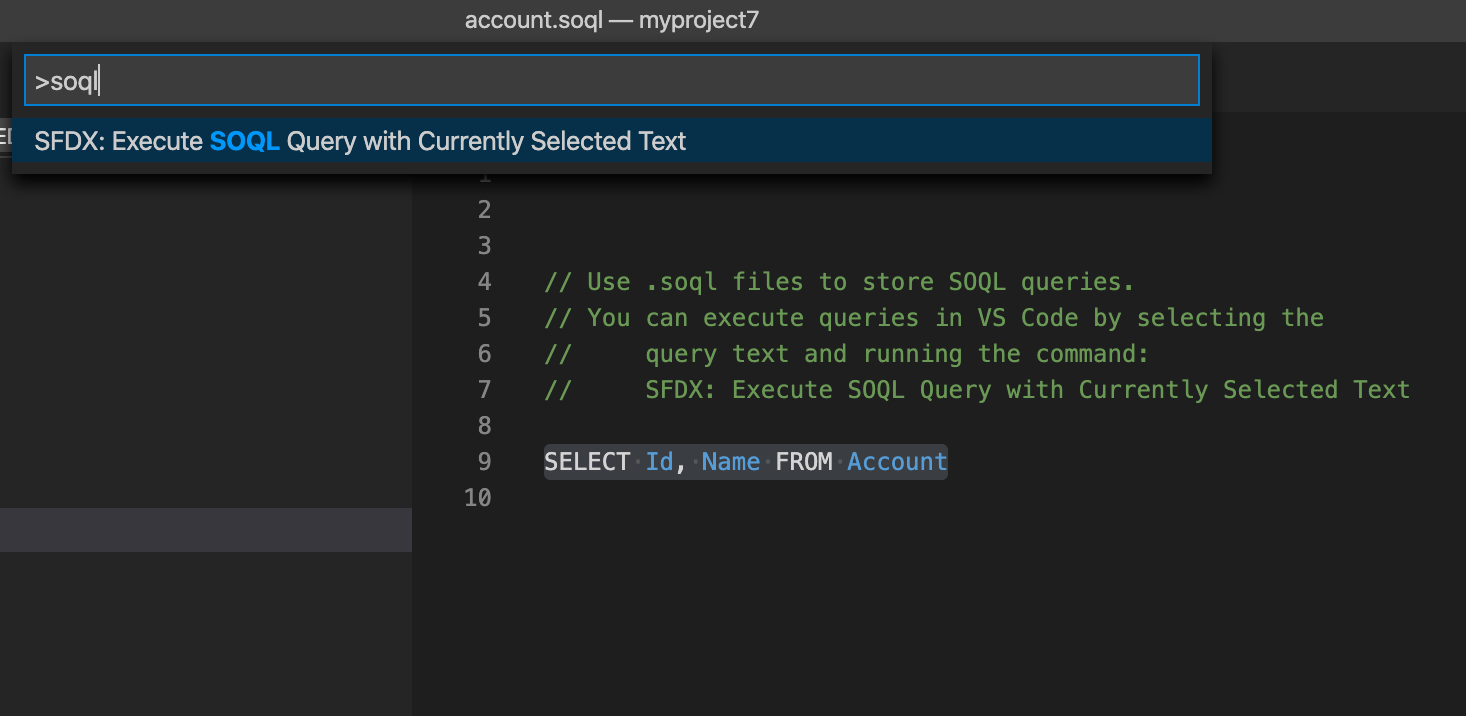 account.soql — myproject7
>soql
SFDX: Execute SOQL Query with Currently Selected Text
1
2
3
4 // Use .soql files to store SOQL queries.
5 // You can execute queries in VS Code by selecting the
6 //     query text and running the command:
7 //     SFDX: Execute SOQL Query with Currently Selected Text
8
9 SELECT Id, Name FROM Account
10